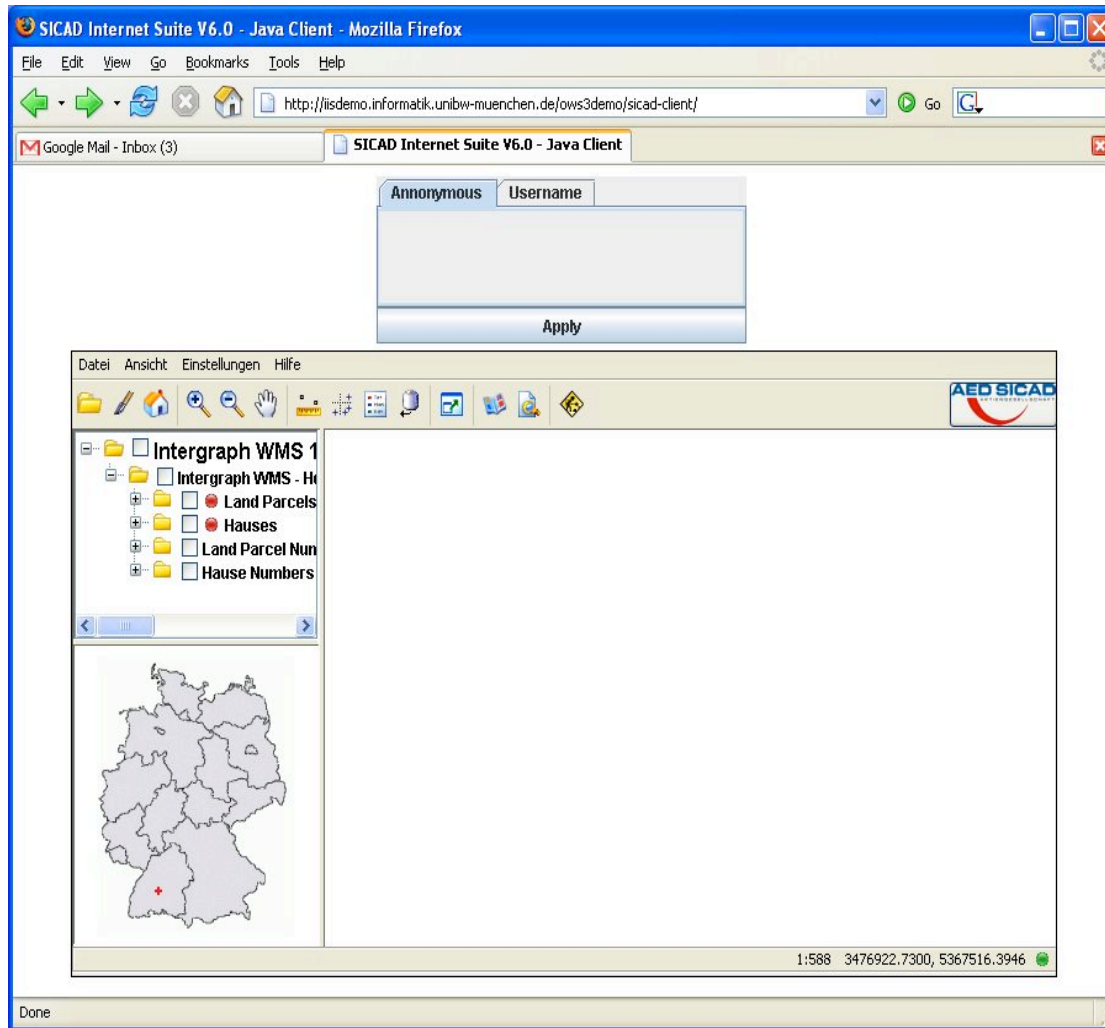 SICAD Internet Suite V6.0 - Java Client - Mozilla Firefox
File Edit View Go Bookmarks Tools Help
http://iisdemo.informatik.unibw-muenchen.de/ows3demo/sicad-client/
Go
G
Google Mail - Inbox (3)
SICAD Internet Suite V6.0 - Java Client
Annonymous Username
Apply
Datei Ansicht Einstellungen Hilfe
AED SICAD
AKTIENGESELLSCHAFT
Intergraph WMS 1
Intergraph WMS - He
Land Parcels
Hauses
Land Parcel Nun
Hause Numbers
1:588 3476922.7300, 5367516.3946
Done